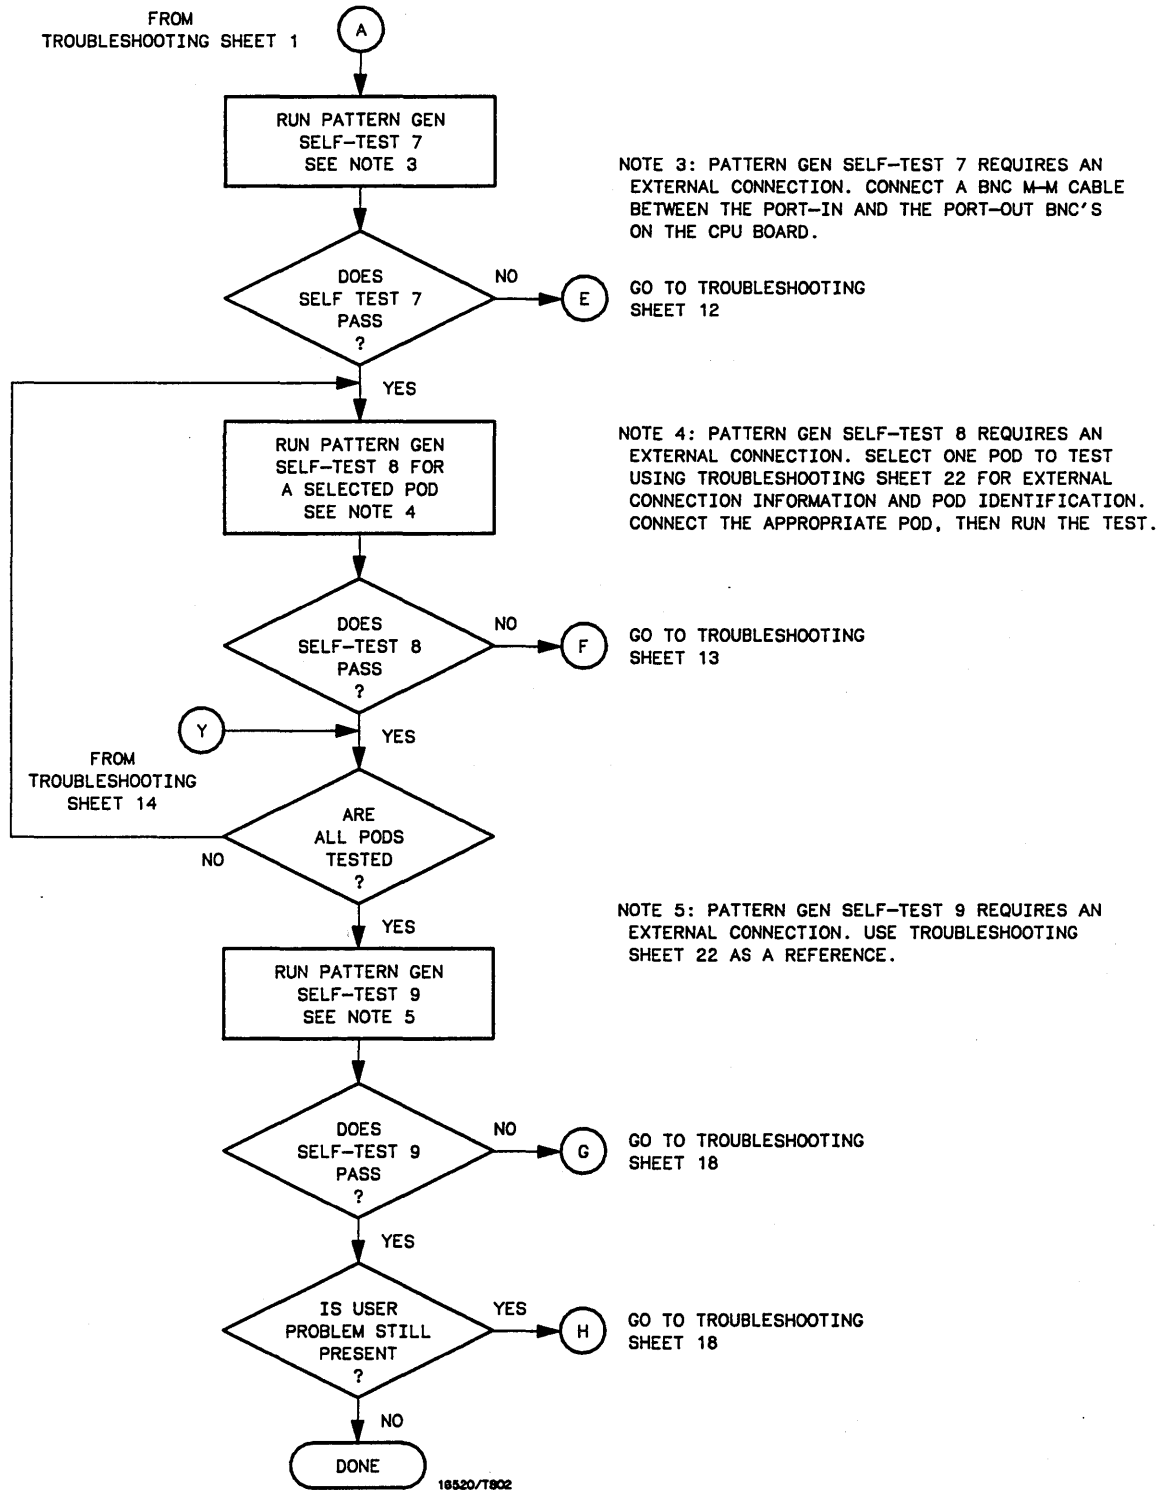 FROM
TROUBLESHOOTING SHEET 1
A
RUN PATTERN GEN
SELF-TEST 7
SEE NOTE 3
NOTE 3: PATTERN GEN SELF-TEST 7 REQUIRES AN
EXTERNAL CONNECTION. CONNECT A BNC M-M CABLE
BETWEEN THE PORT-IN AND THE PORT-OUT BNC'S
ON THE CPU BOARD.
DOES
SELF TEST 7
PASS
?
NO
E
GO TO TROUBLESHOOTING
SHEET 12
YES
RUN PATTERN GEN
SELF-TEST 8 FOR
A SELECTED POD
SEE NOTE 4
NOTE 4: PATTERN GEN SELF-TEST 8 REQUIRES AN
EXTERNAL CONNECTION. SELECT ONE POD TO TEST
USING TROUBLESHOOTING SHEET 22 FOR EXTERNAL
CONNECTION INFORMATION AND POD IDENTIFICATION.
CONNECT THE APPROPRIATE POD, THEN RUN THE TEST.
DOES
SELF-TEST 8
PASS
?
NO
F
GO TO TROUBLESHOOTING
SHEET 13
Y
YES
FROM
TROUBLESHOOTING
SHEET 14
ARE
ALL PODS
TESTED
?
NO
YES
RUN PATTERN GEN
SELF-TEST 9
SEE NOTE 5
NOTE 5: PATTERN GEN SELF-TEST 9 REQUIRES AN
EXTERNAL CONNECTION. USE TROUBLESHOOTING
SHEET 22 AS A REFERENCE.
DOES
SELF-TEST 9
PASS
?
NO
G
GO TO TROUBLESHOOTING
SHEET 18
YES
IS USER
PROBLEM STILL
PRESENT
?
YES
H
GO TO TROUBLESHOOTING
SHEET 18
NO
DONE
16520/T802